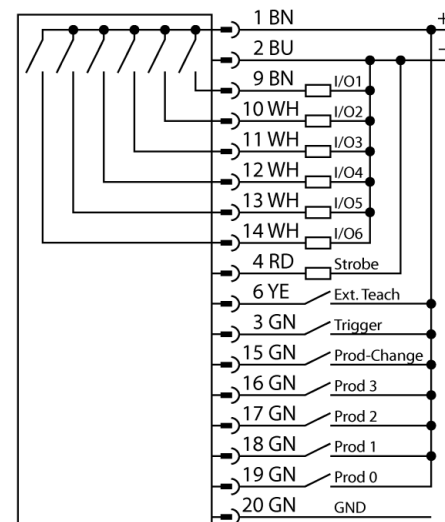 1 BN +
2 BU –
9 BN I/O1
10 WH I/O2
11 WH I/O3
12 WH I/O4
13 WH I/O5
14 WH I/O6
4 RD Strobe
6 YE Ext. Teach
3 GN Trigger
15 GN Prod-Change
16 GN Prod 3
17 GN Prod 2
18 GN Prod 1
19 GN Prod 0
20 GN GND